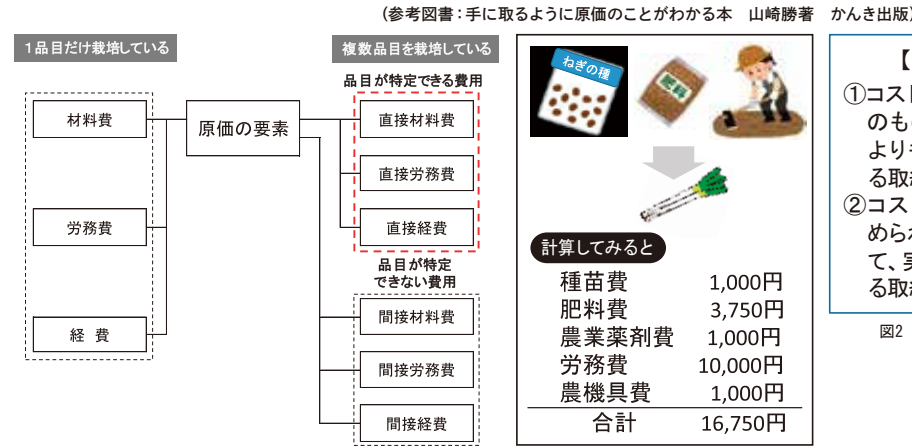 (参考図書:手に取るように原価のことがわかる本 山崎勝著 かんき出版)
1品目だけ栽培している
材料費
労務費
経 費
原価の要素
複数品目を栽培している
品目が特定できる費用
直接材料費
直接労務費
直接経費
品目が特定
できない費用
間接材料費
間接労務費
間接経費
ねぎの種
肥料
計算してみると
種苗費 1,000円
肥料費 3,750円
農業薬剤費 1,000円
労務費 10,000円
農機具費 1,000円
合計 16,750円
【
①コスト
のも
より
る取
②コス
められ
て、実
る取
図2